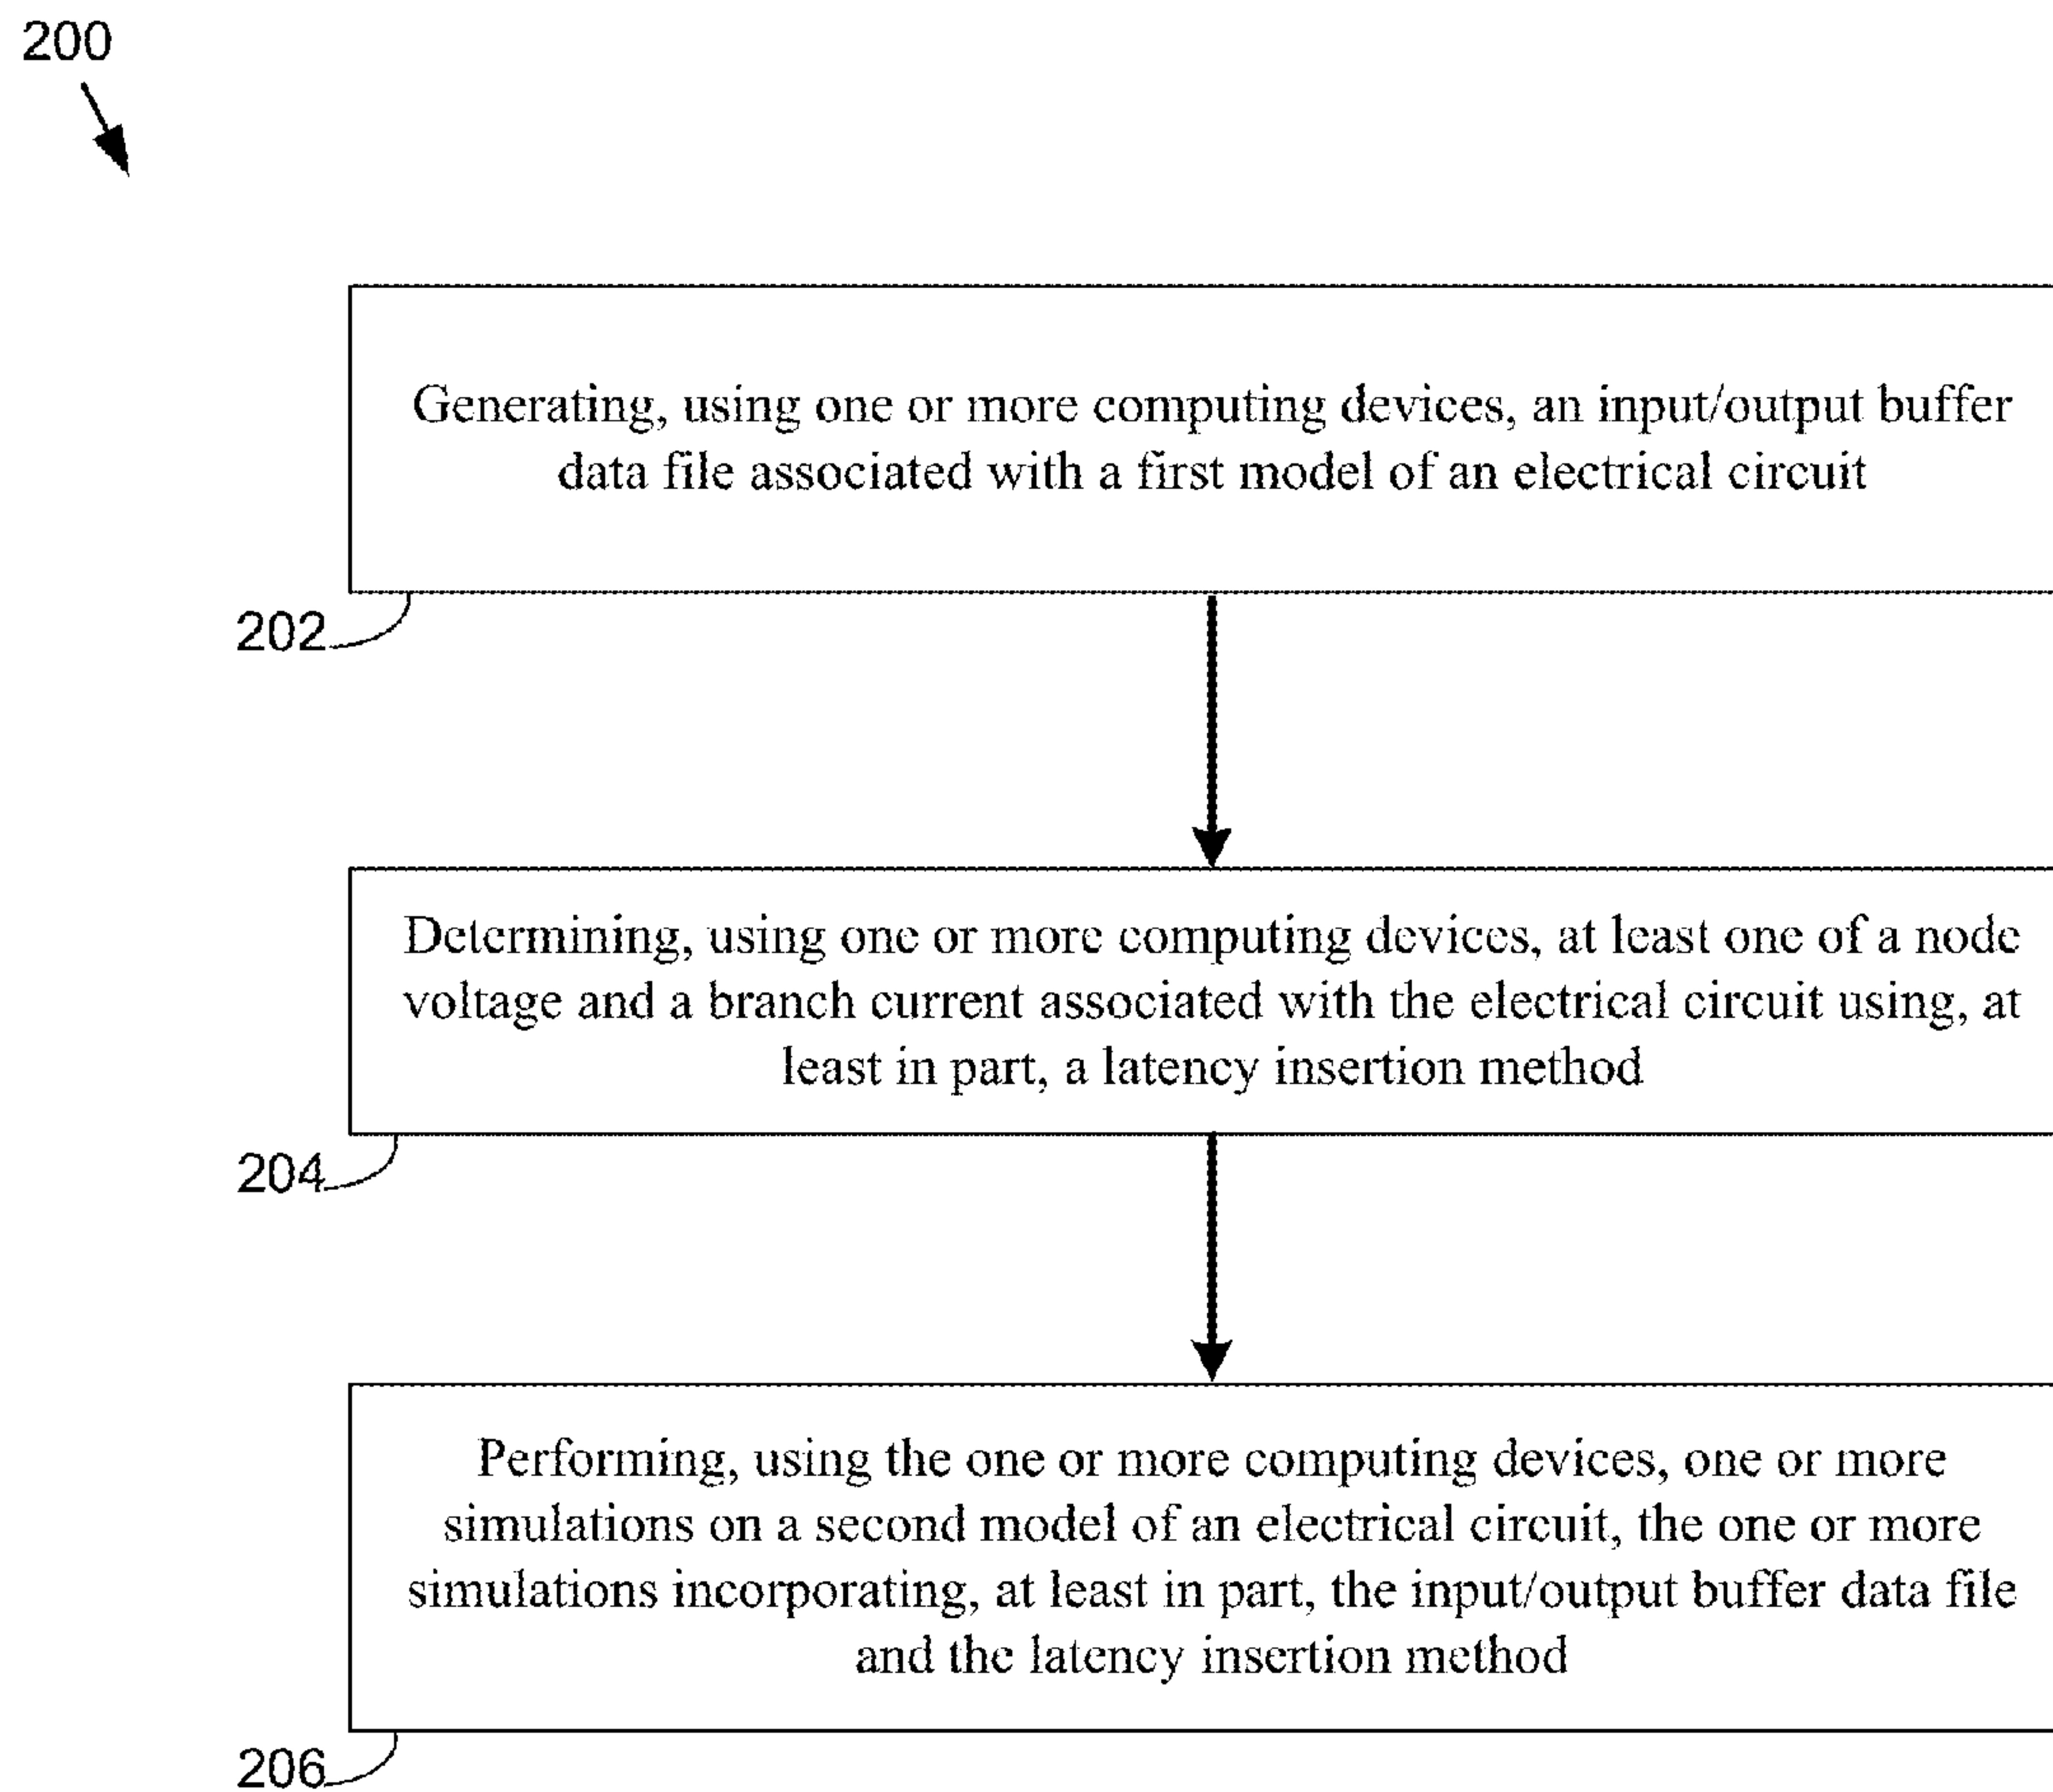 200
Generating, using one or more computing devices, an input/output buffer
data file associated with a first model of an electrical circuit
202
Determining, using one or more computing devices, at least one of a node
voltage and a branch current associated with the electrical circuit using, at
least in part, a latency insertion method
204
Performing, using the one or more computing devices, one or more
simulations on a second model of an electrical circuit, the one or more
simulations incorporating, at least in part, the input/output buffer data file
and the latency insertion method
206